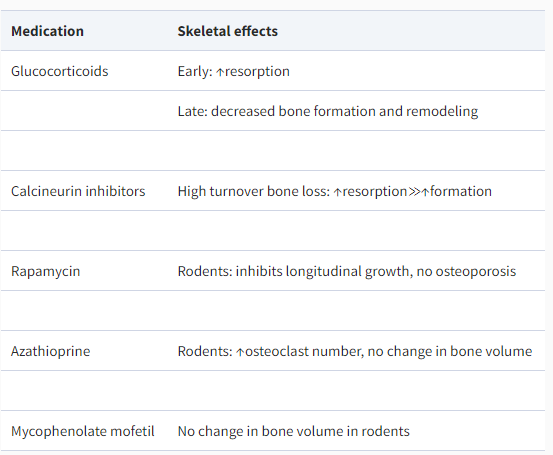 Medication Skeletal effects
Glucocorticoids Early: ↑resorption
Late: decreased bone formation and remodeling
Calcineurin inhibitors High turnover bone loss: ↑resorption≫↑formation
Rapamycin Rodents: inhibits longitudinal growth, no osteoporosis
Azathioprine Rodents: ↑osteoclast number, no change in bone volume
Mycophenolate mofetil No change in bone volume in rodents